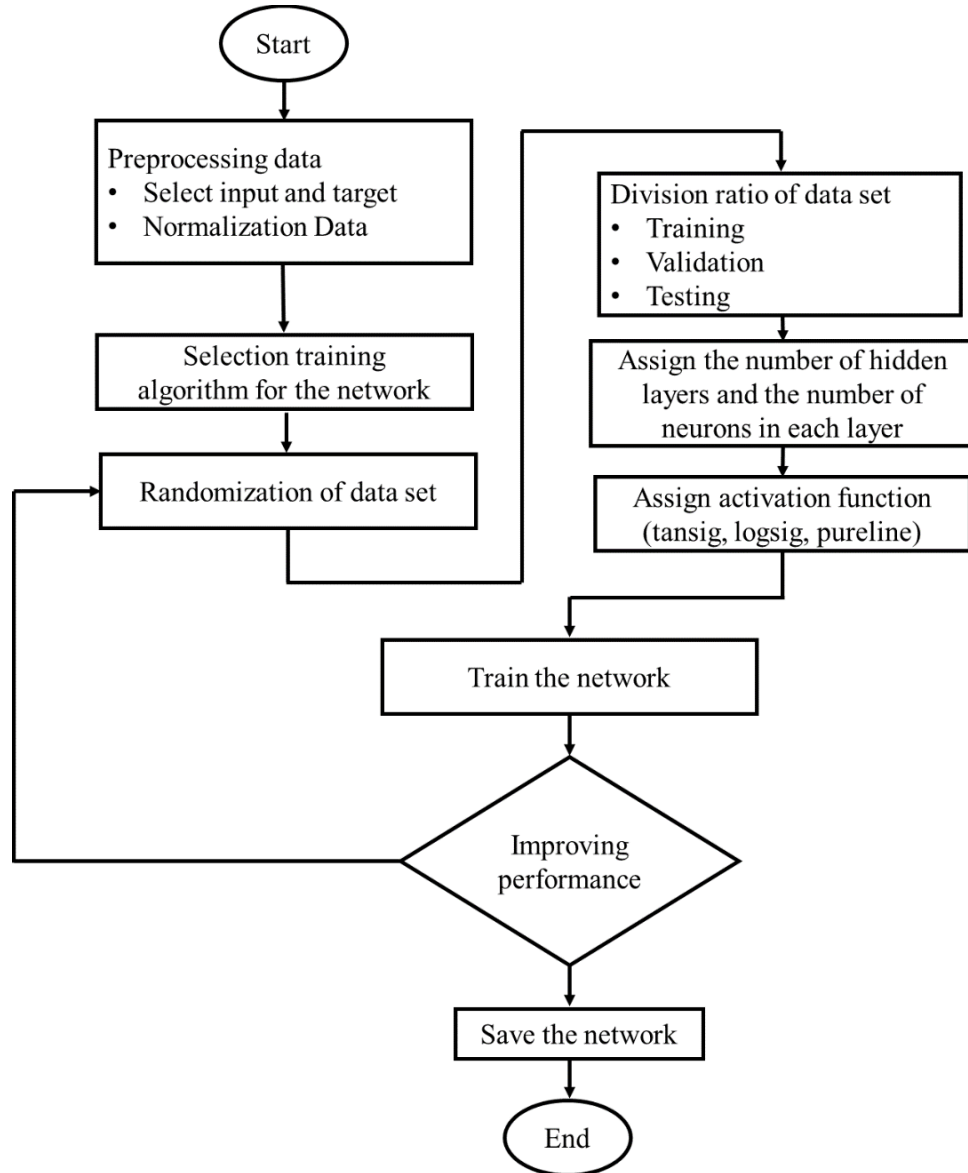 Start
Preprocessing data
• Select input and target
• Normalization Data
Selection training
algorithm for the network
Randomization of data set
Division ratio of data set
• Training
• Validation
• Testing
Assign the number of hidden
layers and the number of
neurons in each layer
Assign activation function
(tansig, logsig, pureline)
Train the network
Improving
performance
Save the network
End